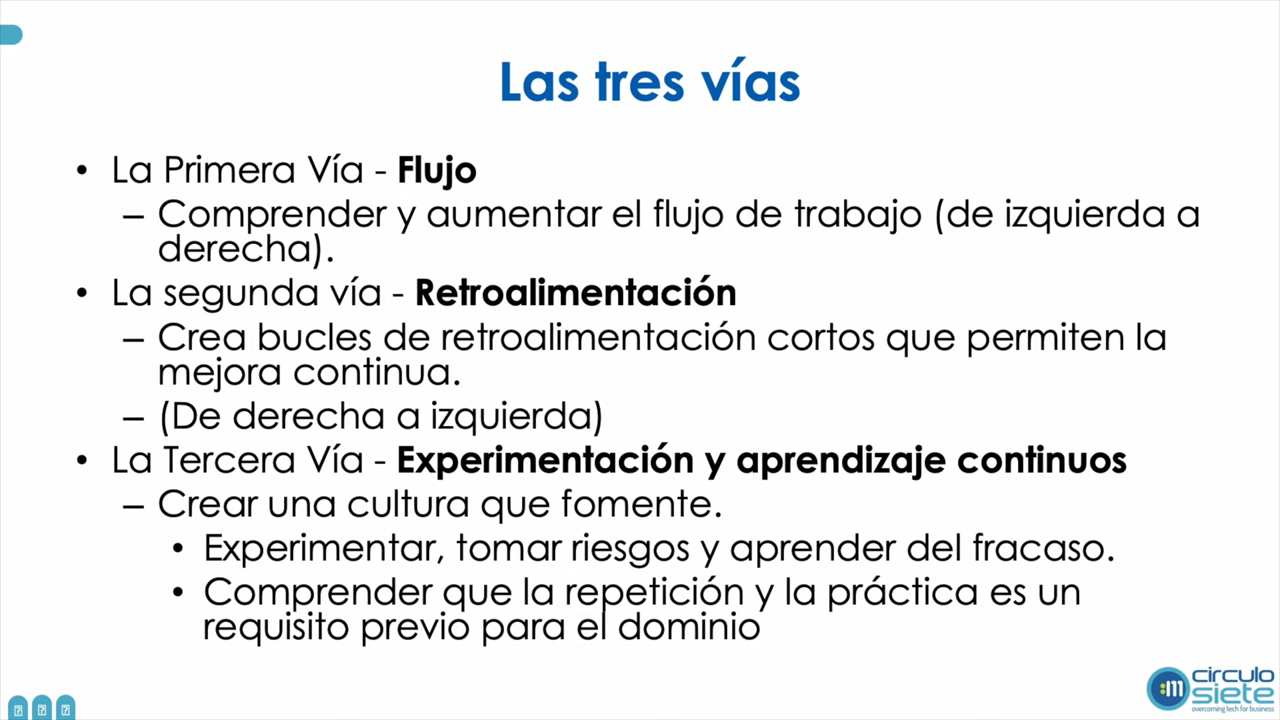 Las tres vías
• La Primera Vía - Flujo
– Comprender y aumentar el flujo de trabajo (de izquierda a
derecha).
• La segunda vía - Retroalimentación
– Crea bucles de retroalimentación cortos que permiten la
mejora continua.
– (De derecha a izquierda)
• La Tercera Vía - Experimentación y aprendizaje continuos
– Crear una cultura que fomente.
• Experimentar, tomar riesgos y aprender del fracaso.
• Comprender que la repetición y la práctica es un
requisito previo para el dominio
:m
circulo
siete
overcoming tech for business